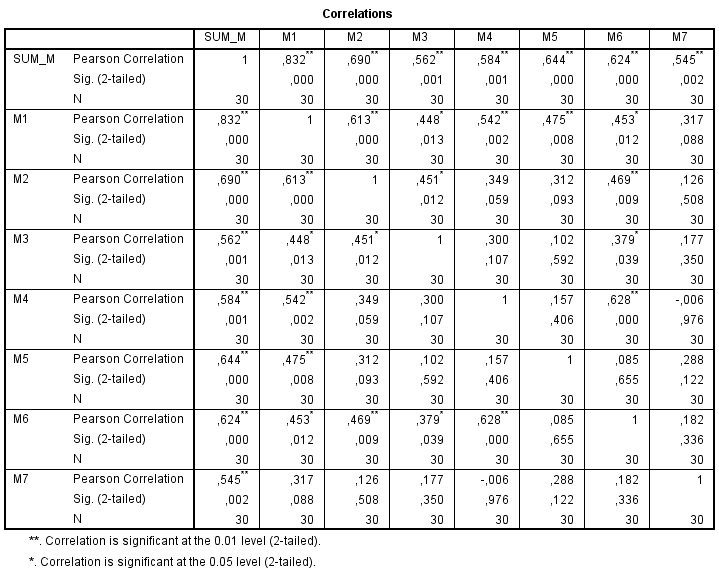 Correlations
SUM_M M1 M2 M3 M4 M5 M6 M7
SUM_M Pearson Correlation 1 ,832** ,690** ,562** ,584** ,644** ,624** ,545**
Sig. (2-tailed) ,000 ,000 ,001 ,001 ,000 ,000 ,002
N 30 30 30 30 30 30 30 30
M1 Pearson Correlation ,832** 1 ,613** ,448* ,542** ,475** ,453* ,317
Sig. (2-tailed) ,000 ,000 ,013 ,002 ,008 ,012 ,088
N 30 30 30 30 30 30 30 30
M2 Pearson Correlation ,690** ,613** 1 ,451* ,349 ,312 ,469** ,126
Sig. (2-tailed) ,000 ,000 ,012 ,059 ,093 ,009 ,508
N 30 30 30 30 30 30 30 30
M3 Pearson Correlation ,562** ,448* ,451* 1 ,300 ,102 ,379* ,177
Sig. (2-tailed) ,001 ,013 ,012 ,107 ,592 ,039 ,350
N 30 30 30 30 30 30 30 30
M4 Pearson Correlation ,584** ,542** ,349 ,300 1 ,157 ,628** -,006
Sig. (2-tailed) ,001 ,002 ,059 ,107 ,406 ,000 ,976
N 30 30 30 30 30 30 30 30
M5 Pearson Correlation ,644** ,475** ,312 ,102 ,157 1 ,085 ,288
Sig. (2-tailed) ,000 ,008 ,093 ,592 ,406 ,655 ,122
N 30 30 30 30 30 30 30 30
M6 Pearson Correlation ,624** ,453* ,469** ,379* ,628** ,085 1 ,182
Sig. (2-tailed) ,000 ,012 ,009 ,039 ,000 ,655 ,336
N 30 30 30 30 30 30 30 30
M7 Pearson Correlation ,545** ,317 ,126 ,177 -,006 ,288 ,182 1
Sig. (2-tailed) ,002 ,088 ,508 ,350 ,976 ,122 ,336
N 30 30 30 30 30 30 30 30
**. Correlation is significant at the 0.01 level (2-tailed).
*. Correlation is significant at the 0.05 level (2-tailed).